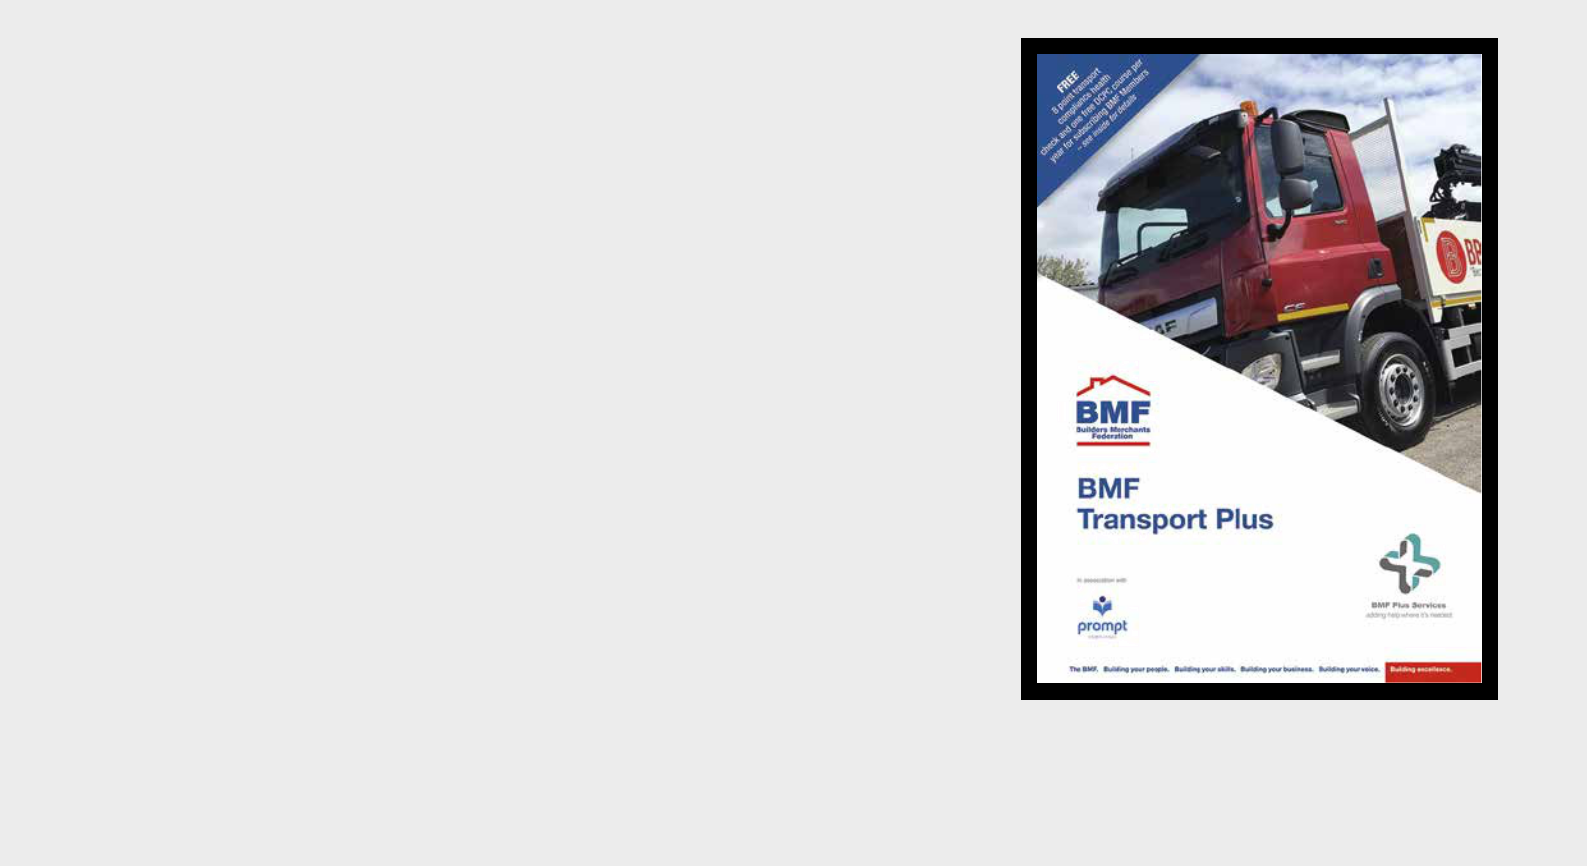 FREE
8 point transport
compliance health
check and one free DCPC course per
year for subscribing BMF Members
– see inside for details
BMF
Builders Merchants
Federation
BMF
Transport Plus
In association with
prompt
BMF Plus Services
adding help where it's needed
The BMF. Building your people. Building your skills. Building your business. Building your voice. Building excellence.